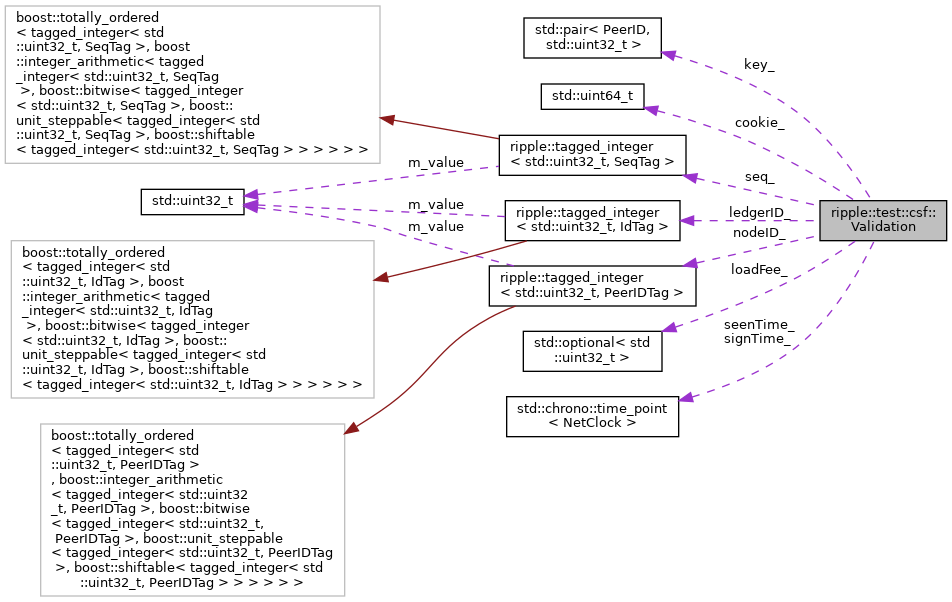 boost::totally_ordered
< tagged_integer< std
::uint32_t, SeqTag >, boost
::integer_arithmetic< tagged
_integer< std::uint32_t, SeqTag
 >, boost::bitwise< tagged_integer
< std::uint32_t, SeqTag >, boost::
unit_steppable< tagged_integer< std
::uint32_t, SeqTag >, boost::shiftable
< tagged_integer< std::uint32_t, SeqTag > > > > > >
std::uint32_t
boost::totally_ordered
< tagged_integer< std
::uint32_t, IdTag >, boost
::integer_arithmetic< tagged
_integer< std::uint32_t, IdTag
 >, boost::bitwise< tagged_integer
< std::uint32_t, IdTag >, boost::
unit_steppable< tagged_integer< std
::uint32_t, IdTag >, boost::shiftable
< tagged_integer< std::uint32_t, IdTag > > > > > >
boost::totally_ordered
< tagged_integer< std
::uint32_t, PeerIDTag >
, boost::integer_arithmetic
< tagged_integer< std::uint32
_t, PeerIDTag >, boost::bitwise
< tagged_integer< std::uint32_t,
 PeerIDTag >, boost::unit_steppable
< tagged_integer< std::uint32_t, PeerIDTag
 >, boost::shiftable< tagged_integer< std
::uint32_t, PeerIDTag > > > > > >
m_value
m_value
m_value
std::pair< PeerID,
 std::uint32_t >
std::uint64_t
ripple::tagged_integer
< std::uint32_t, SeqTag >
ripple::tagged_integer
< std::uint32_t, IdTag >
ripple::tagged_integer
< std::uint32_t, PeerIDTag >
std::optional< std
::uint32_t >
std::chrono::time_point
< NetClock >
key_
cookie_
seq_
ledgerID_
nodeID_
loadFee_
seenTime_
signTime_
ripple::test::csf::
Validation